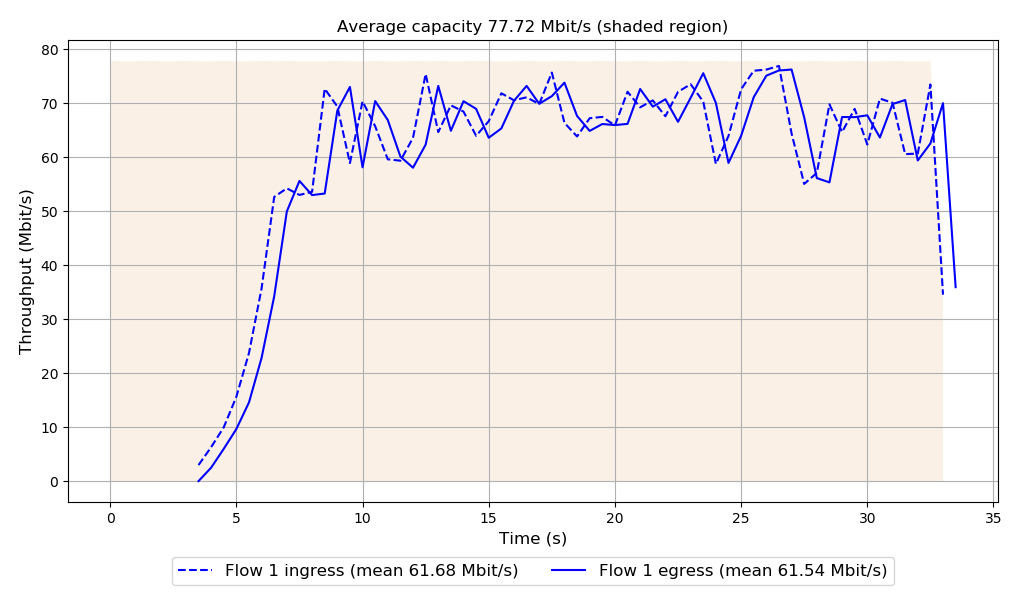 Average capacity 77.72 Mbit/s (shaded region)
80
70
60
50
40
30
20
10
0
Throughput (Mbit/s)
0 5 10 15 20 25 30 35
Time (s)
Flow 1 ingress (mean 61.68 Mbit/s) Flow 1 egress (mean 61.54 Mbit/s)